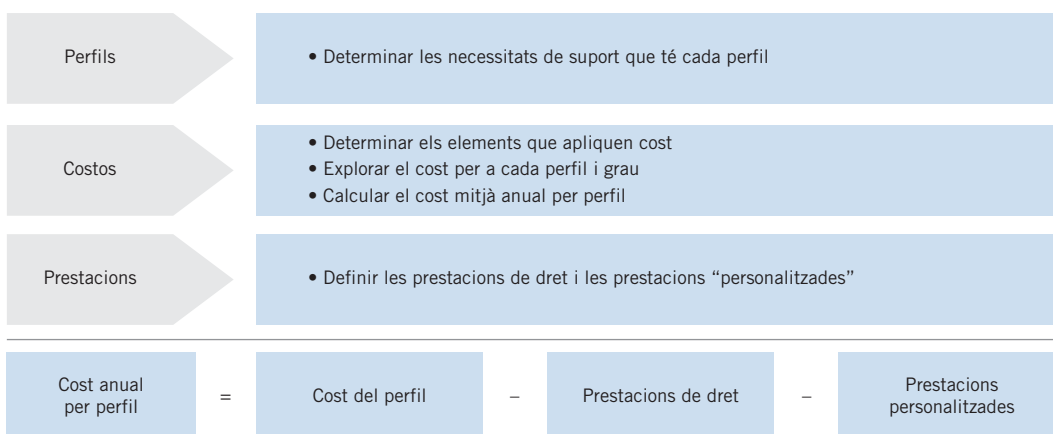 Perfils
• Determinar les necessitats de suport que té cada perfil
Costos
• Determinar els elements que apliquen cost
• Explorar el cost per a cada perfil i grau
• Calcular el cost mitjà anual per perfil
Prestacions
• Definir les prestacions de dret i les prestacions “personalitzades”
Cost anual
per perfil
=
Cost del perfil
–
Prestacions de dret
–
Prestacions
personalitzades